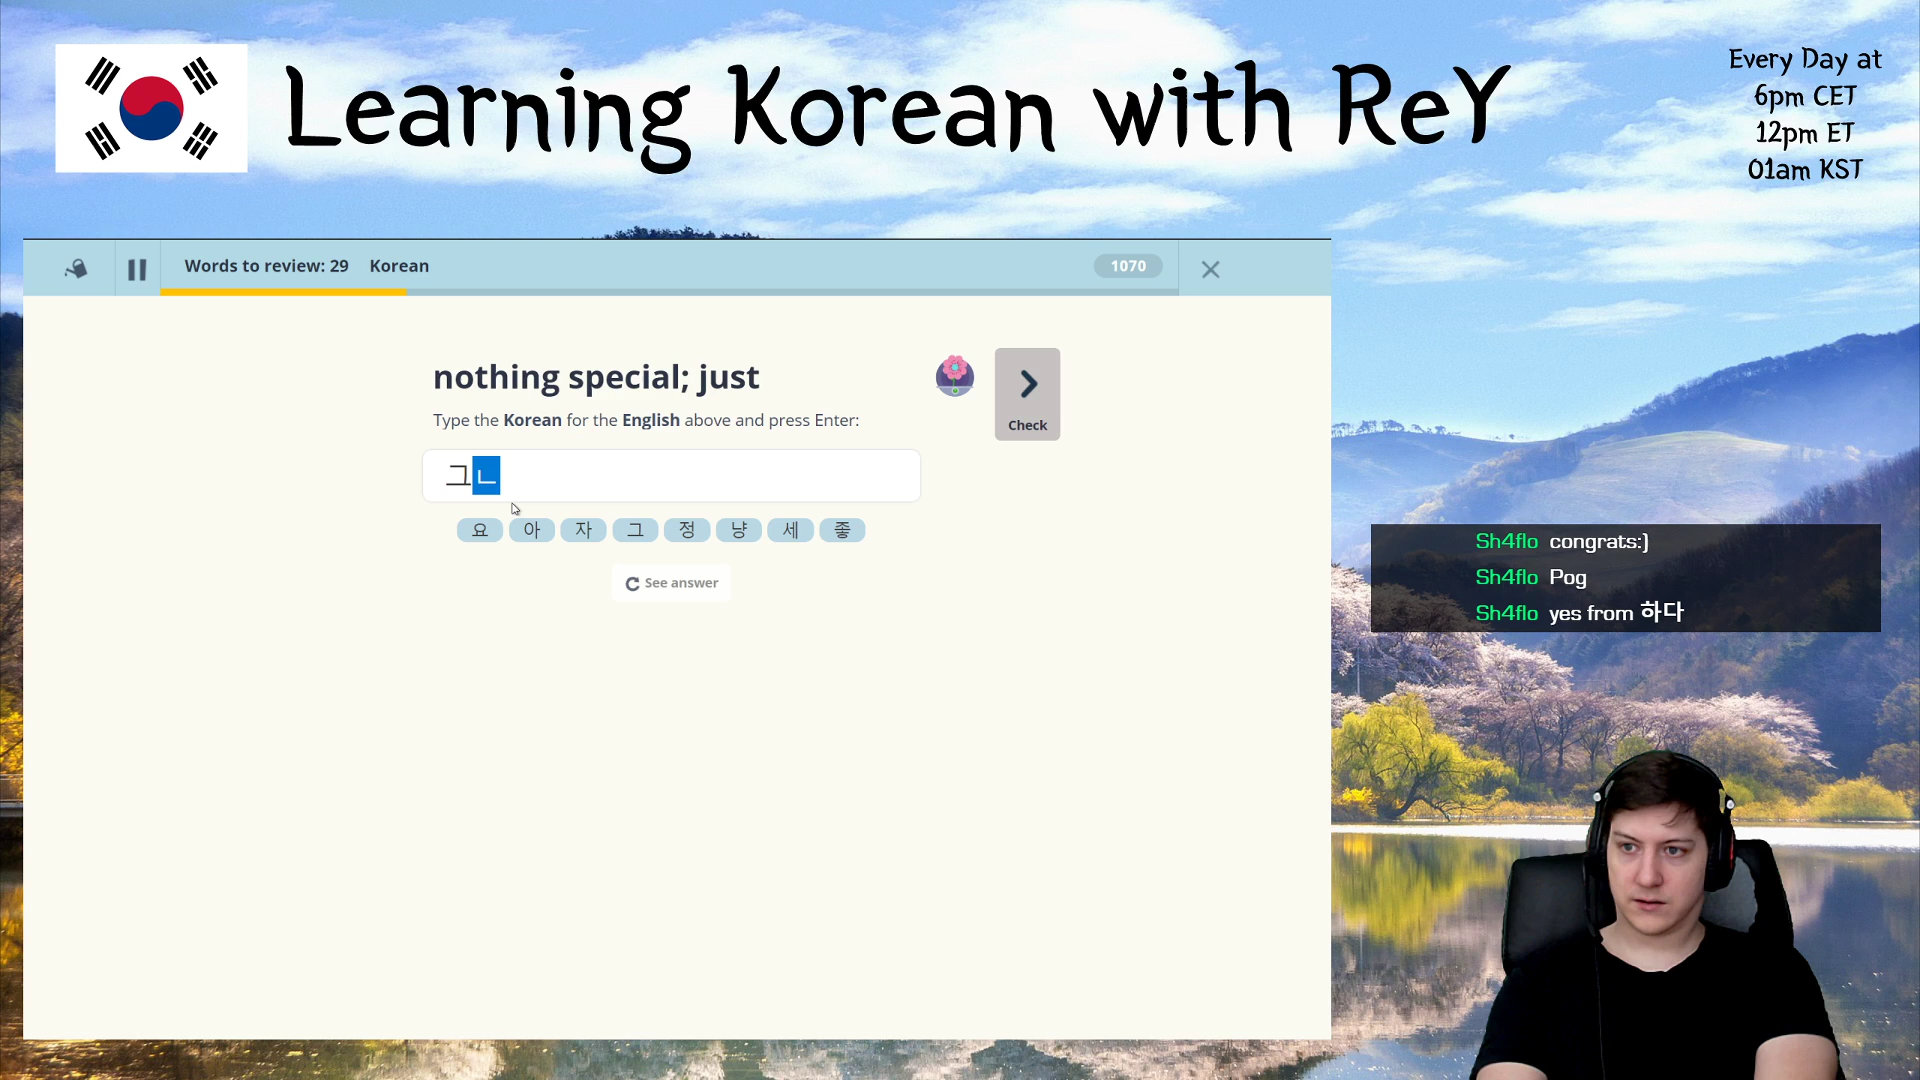 Learning Korean with ReY
Every Day at
6pm CET
12pm ET
01am KST
Words to review: 29 Korean
1070
nothing special; just
Type the Korean for the English above and press Enter:
Check
그ㄴ
요 아 자 그 정 냥 세 좋
See answer
Sh4flo congrats:)
Sh4flo Pog
Sh4flo yes from 하다